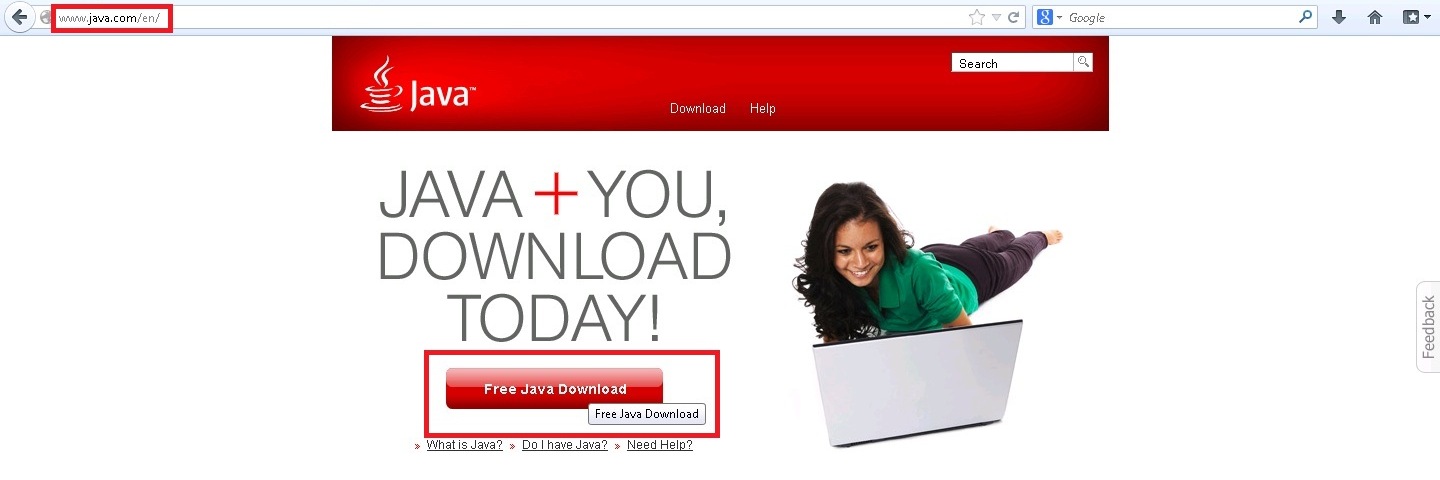 www.java.com/en/
Google
Search
Java™
Download Help
JAVA + YOU,
DOWNLOAD
TODAY!
Free Java Download
Free Java Download
» What is Java? » Do I have Java? » Need Help?
Feedback